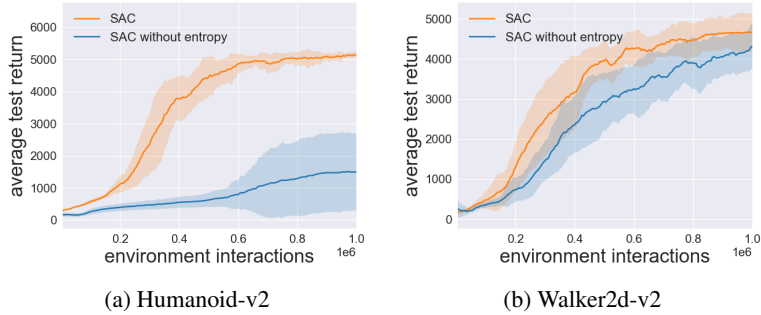 SAC
SAC without entropy
6000
5000
4000
3000
2000
1000
0
average test return
0.2 0.4 0.6 0.8 1.0
1e6
environment interactions
(a) Humanoid-v2
SAC
SAC without entropy
5000
4000
3000
2000
1000
0
average test return
0.2 0.4 0.6 0.8 1.0
1e6
environment interactions
(b) Walker2d-v2